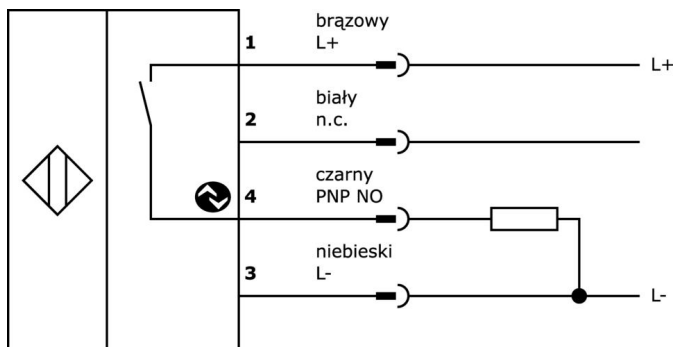 brązowy
1 L+ L+
biały
2 n.c.
czarny
4 PNP NO
niebieski
3 L- L-